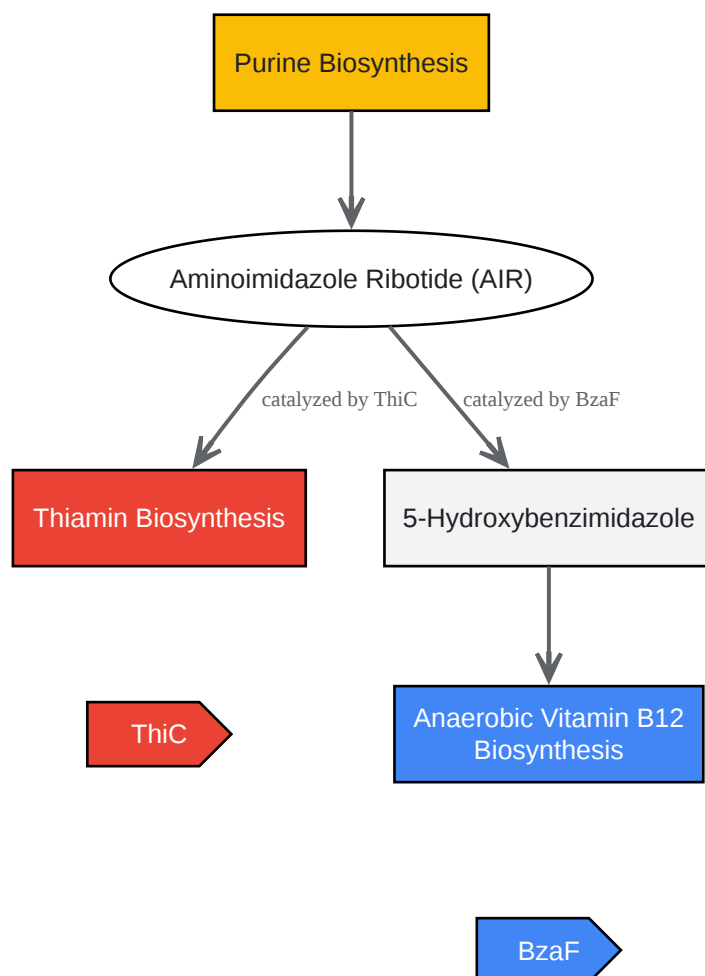 Purine Biosynthesis
Aminoimidazole Ribotide (AIR)
catalyzed by ThiC
catalyzed by BzaF
Thiamin Biosynthesis
5-Hydroxybenzimidazole
ThiC
Anaerobic Vitamin B12
Biosynthesis
BzaF